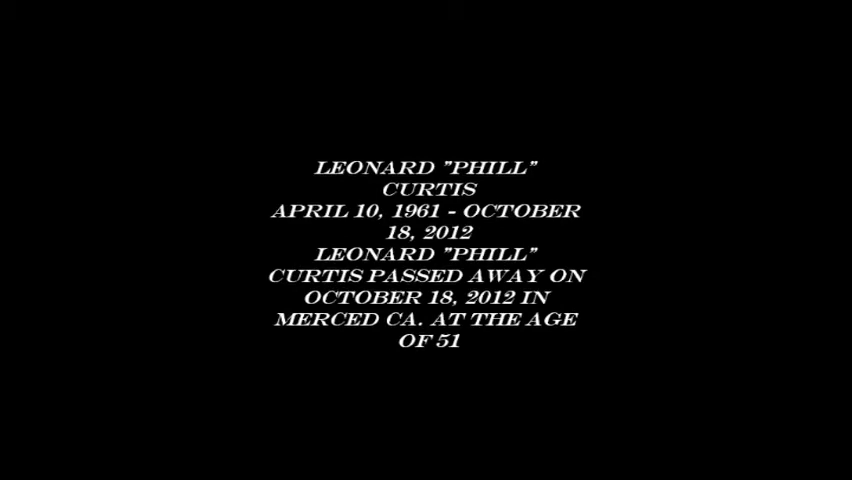 LEONARD "PHILL"
CURTIS
APRIL 10, 1961 - OCTOBER
18, 2012
LEONARD "PHILL"
CURTIS PASSED AWAY ON
OCTOBER 18, 2012 IN
MERCED CA. AT THE AGE
OF 51